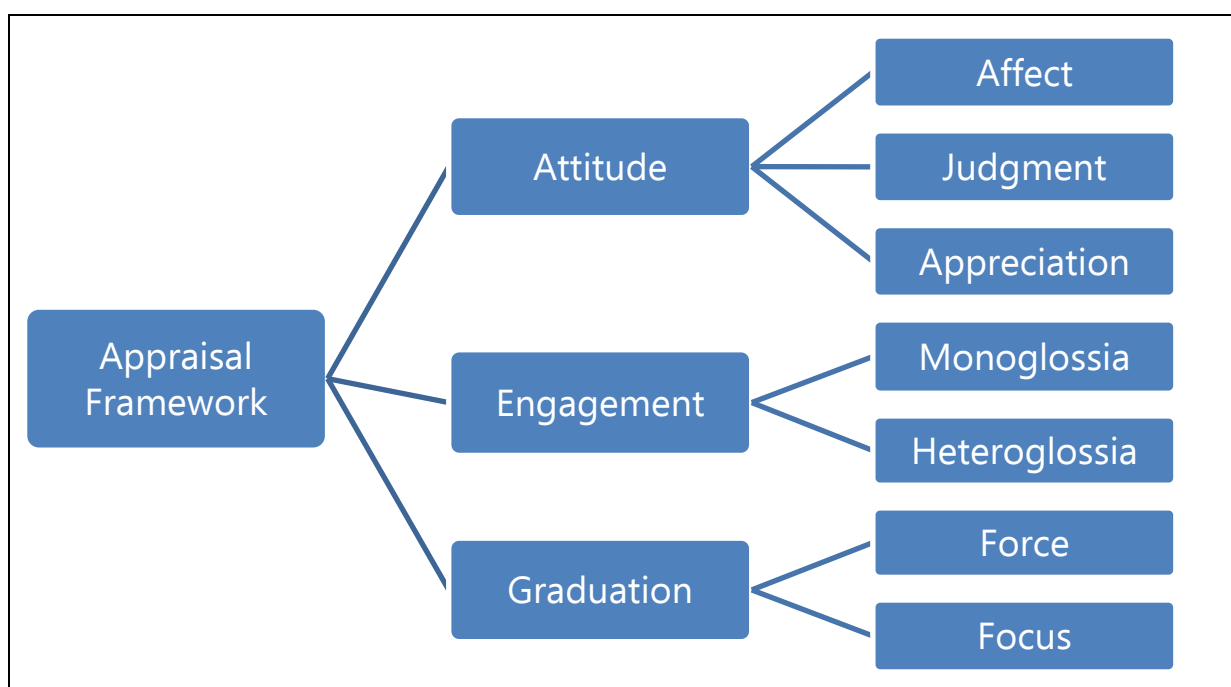 Affect
Attitude
Judgment
Appreciation
Appraisal
Framework
Engagement
Monoglossia
Heteroglossia
Graduation
Force
Focus